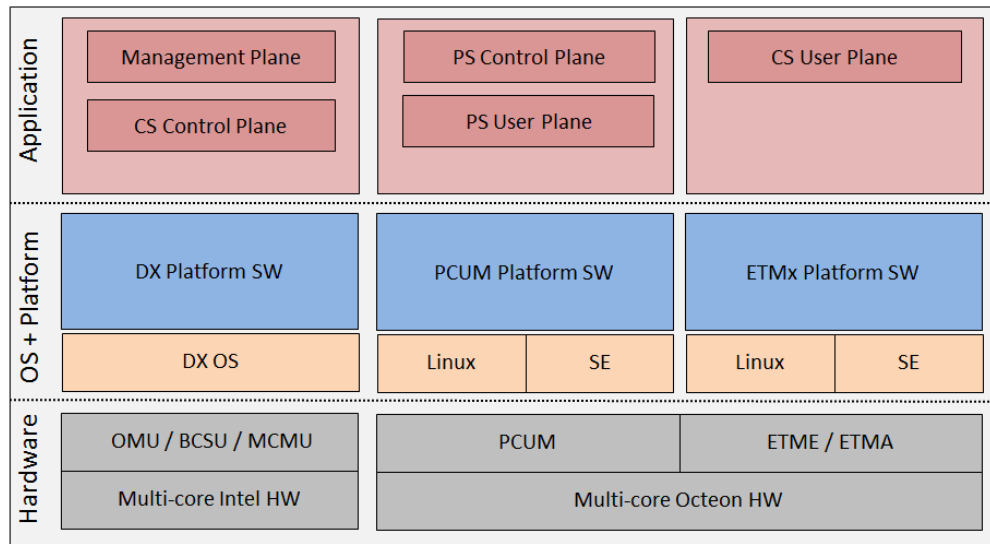 Application
Management Plane
CS Control Plane
PS Control Plane
PS User Plane
CS User Plane
OS + Platform
DX Platform SW
PCUM Platform SW
ETMx Platform SW
DX OS
Linux
SE
Linux
SE
Hardware
OMU / BCSU / MCMU
PCUM
ETME / ETMA
Multi-core Intel HW
Multi-core Octeon HW